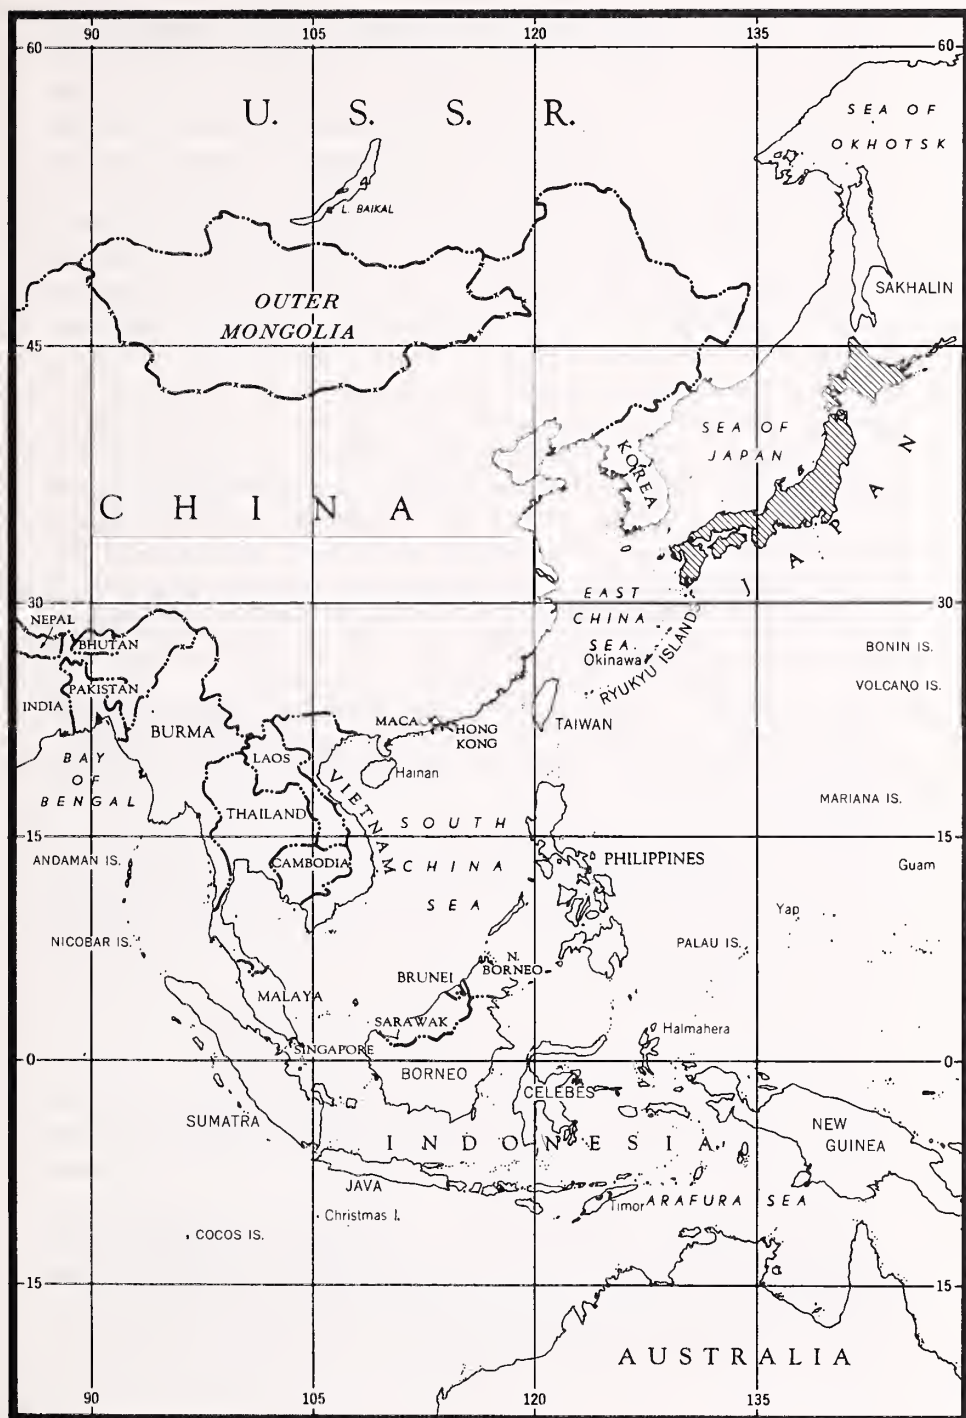 90 105 120 135
60 60
U. S. S. R.
SEA OF
OKHOTSK
L. BAIKAL
SAKHALIN
OUTER
MONGOLIA
45 45
SEA OF
JAPAN
KOREA
JAPAN
CHINA
30 30
EAST
CHINA
SEA.
Okinawa
RYUKYU ISLANDS
BONIN IS.
VOLCANO IS.
NEPAL
BHUTAN
PAKISTAN
INDIA
BURMA
MACA
HONG
KONG
TAIWAN
BAY
OF
BENGAL
LAOS
Hainan
VIETNAM
THAILAND
MARIANA IS.
SOUTH
CHINA
SEA
15 15
ANDAMAN IS.
CAMBODIA
PHILIPPINES
Guam
Yap
NICOBAR IS.
PALAU IS.
N.
BORNEO
BRUNEI
MALAYA
SARAWAK
Halmahera
SINGAPORE
0 0
BORNEO
CELEBES
SUMATRA
NEW
GUINEA
INDONESIA
JAVA
Timor
ARAFURA SEA
Christmas I.
COCOS IS.
15 15
AUSTRALIA
90 105 120 135